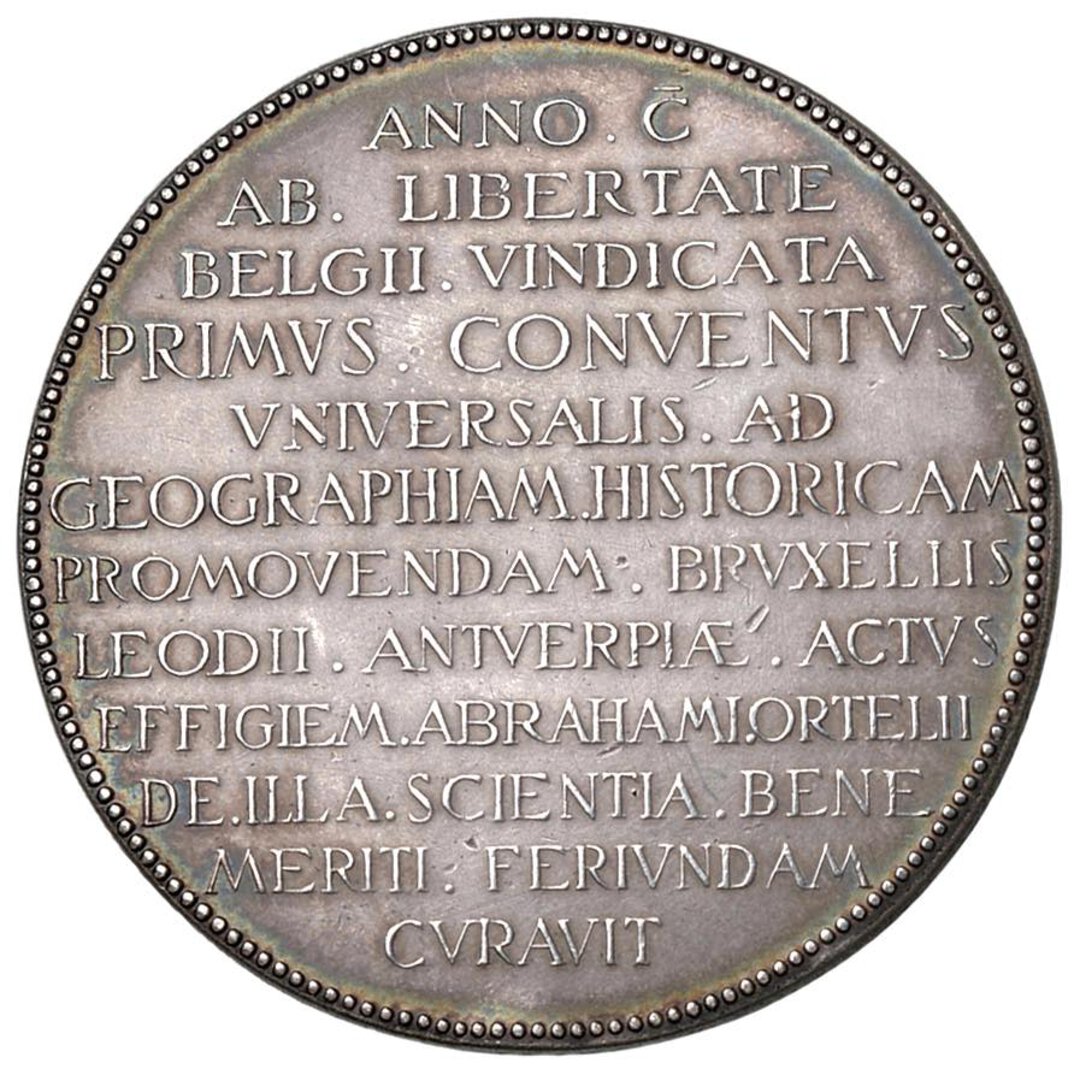 ANNO . C̄
AB . LIBERTATE
BELGII . VINDICATA
PRIMVS . CONVENTVS
VNIVERSALIS . AD
GEOGRAPHIAM . HISTORICAM
PROMOVENDAM . BRVXELLIS
LEODII . ANTVERPIÆ . ACTVS
EFFIGIEM . ABRAHAMI . ORTELII
DE . ILLA . SCIENTIA . BENE
MERITI . FERIVNDAM
CVRAVIT